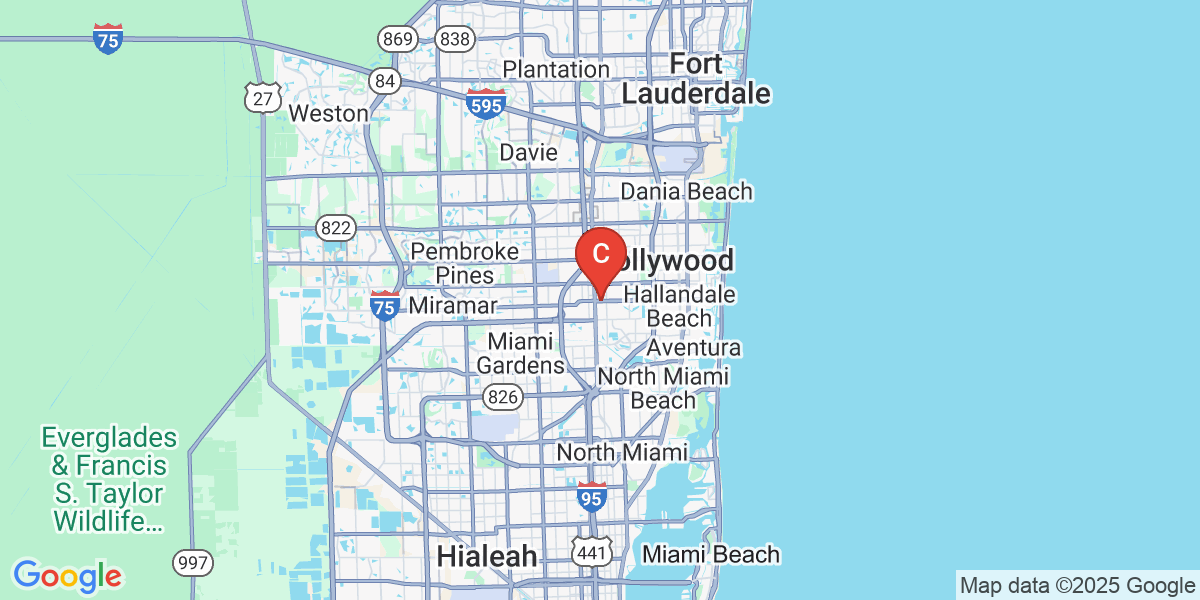 75
869
838
Fort
Lauderdale
Plantation
84
27
595
Weston
Davie
Dania Beach
822
C
Pembroke
Pines
ollywood
75
Miramar
Hallandale
Beach
Miami
Gardens
Aventura
826
North Miami
Beach
Everglades
& Francis
S. Taylor
Wildlife...
North Miami
95
997
Hialeah
441
Miami Beach
Google
Map data ©2025 Google